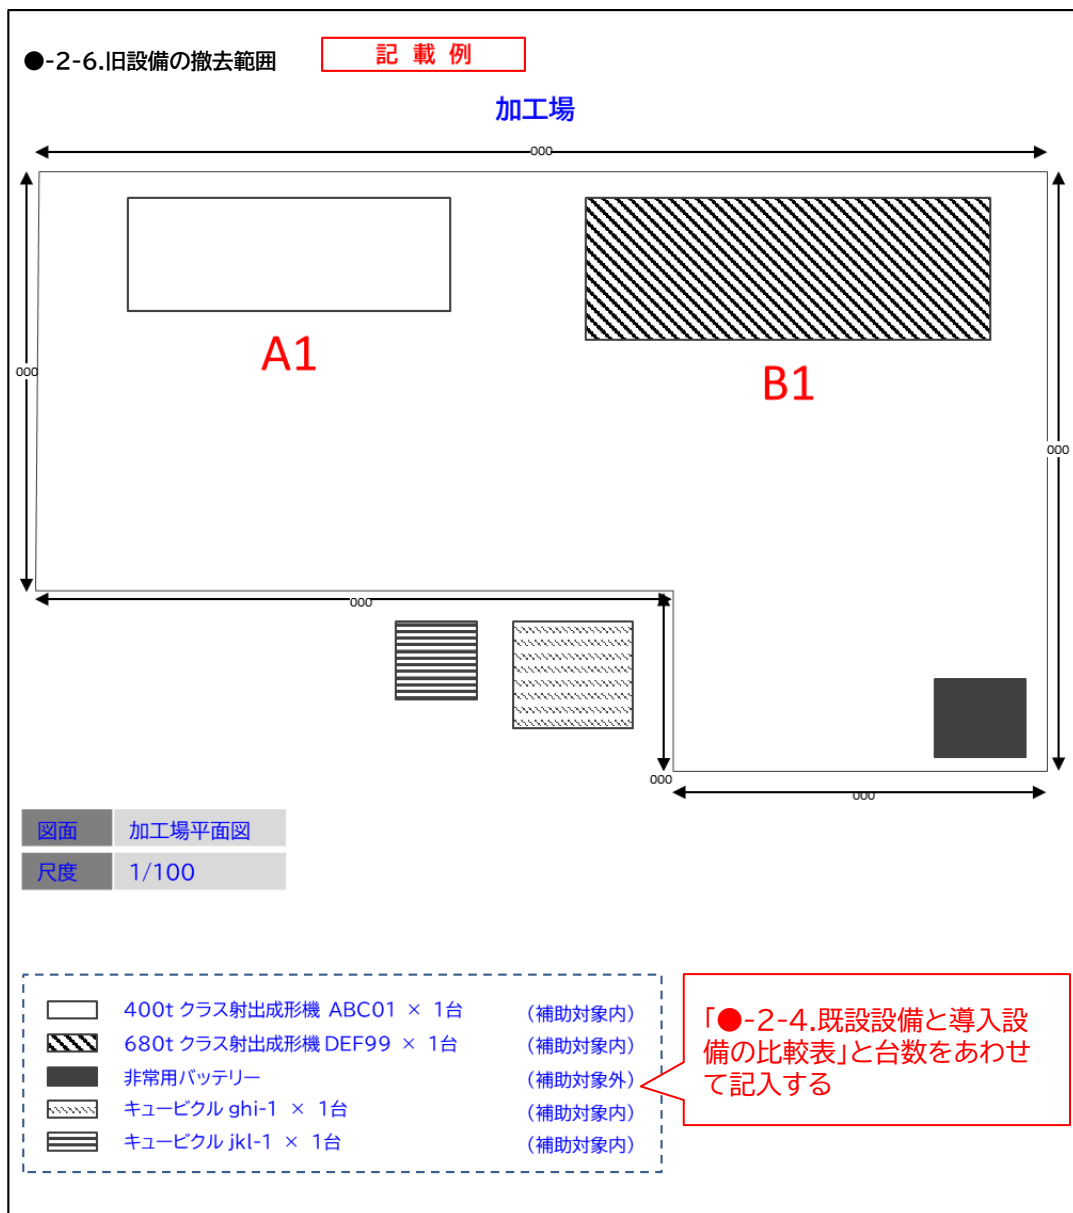 ●-2-6.旧設備の撤去範囲
記 載 例
加工場
000
000
A1
B1
000
000
000
000
図面 加工場平面図
尺度 1/100
400t クラス射出成形機 ABC01 × 1台 (補助対象内)
680t クラス射出成形機 DEF99 × 1台 (補助対象内)
非常用バッテリー (補助対象外)
キュービクル ghi-1 × 1台 (補助対象内)
キュービクル jkl-1 × 1台 (補助対象内)
「●-2-4.既設設備と導入設
備の比較表」と台数をあわせ
て記入する